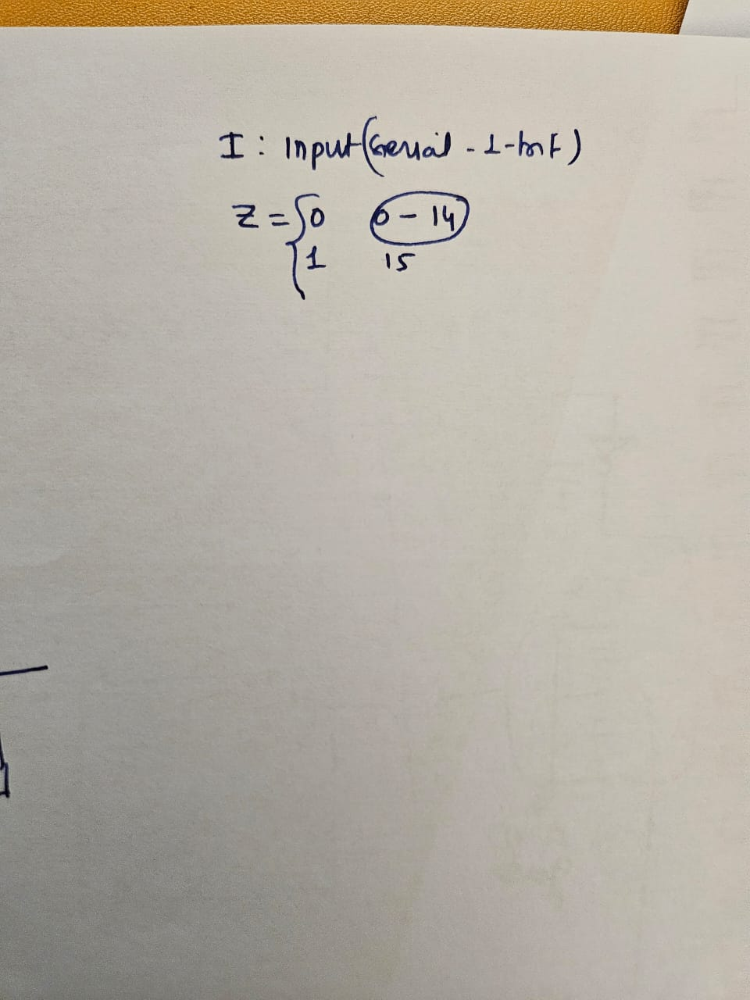 I : Input (Serial - 1-bit)
Z = { 0 0 - 14
1 15